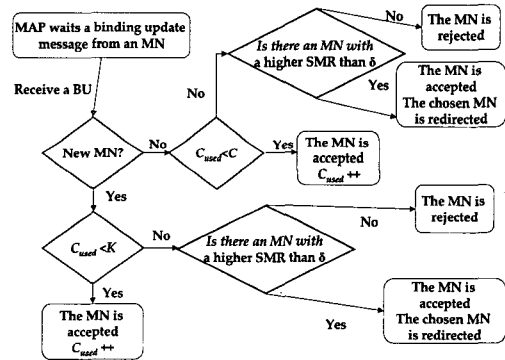 MAP waits a binding update
message from an MN
Receive a BU
No
Is there an MN with
a higher SMR than δ
No
The MN is
rejected
Yes
The MN is
accepted
The chosen MN
is redirected
New MN?
No
C_used<C
Yes
The MN is
accepted
C_used ++
Yes
C_used <K
No
Is there an MN with
a higher SMR than δ
No
The MN is
rejected
Yes
The MN is
accepted
The chosen MN
is redirected
Yes
The MN is
accepted
C_used ++